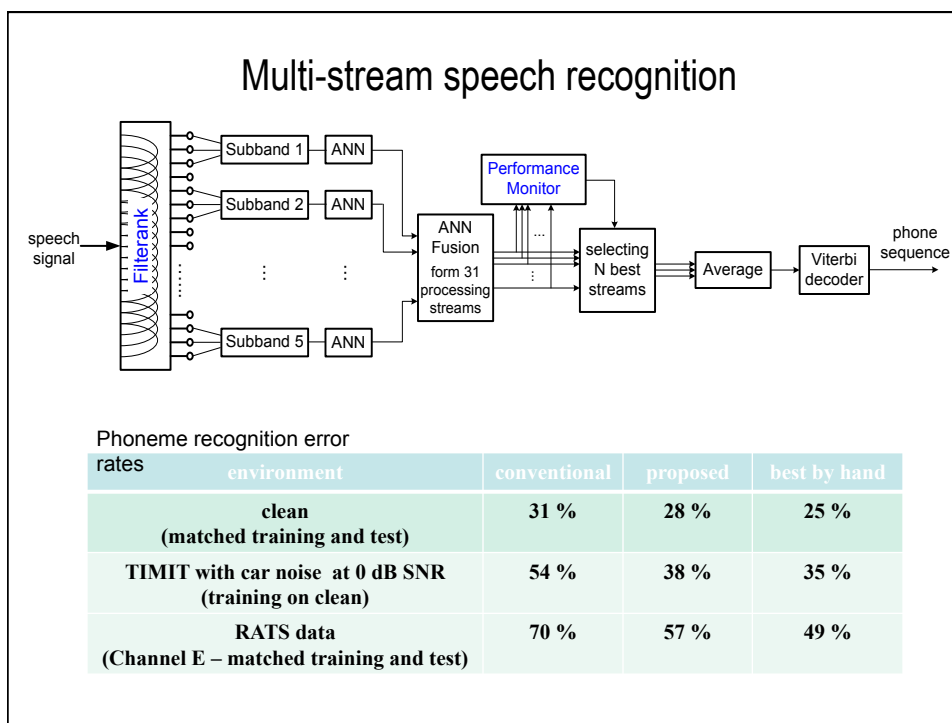 Multi-stream speech recognition
speech
signal
Filterank
Subband 1
ANN
Subband 2
ANN
Subband 5
ANN
ANN
Fusion
form 31
processing
streams
Performance
Monitor
...
selecting
N best
streams
Average
Viterbi
decoder
phone
sequence
Phoneme recognition error
rates
environment conventional proposed best by hand
clean 31 % 28 % 25 %
(matched training and test)
TIMIT with car noise at 0 dB SNR 54 % 38 % 35 %
(training on clean)
RATS data 70 % 57 % 49 %
(Channel E – matched training and test)